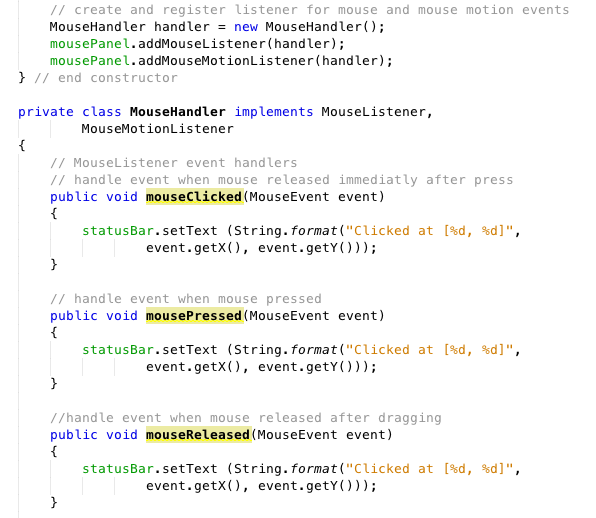 // create and register listener for mouse and mouse motion events
MouseHandler handler = new MouseHandler();
mousePanel.addMouseListener(handler);
mousePanel.addMouseMotionListener(handler);
} // end constructor
private class MouseHandler implements MouseListener,
MouseMotionListener
{
// MouseListener event handlers
// handle event when mouse released immediatly after press
public void mouseClicked(MouseEvent event)
{
statusBar.setText (String.format("Clicked at [%d, %d]",
event.getX(), event.getY()));
}
// handle event when mouse pressed
public void mousePressed(MouseEvent event)
{
statusBar.setText (String.format("Clicked at [%d, %d]",
event.getX(), event.getY()));
}
//handle event when mouse released after dragging
public void mouseReleased(MouseEvent event)
{
statusBar.setText (String.format("Clicked at [%d, %d]",
event.getX(), event.getY()));
}